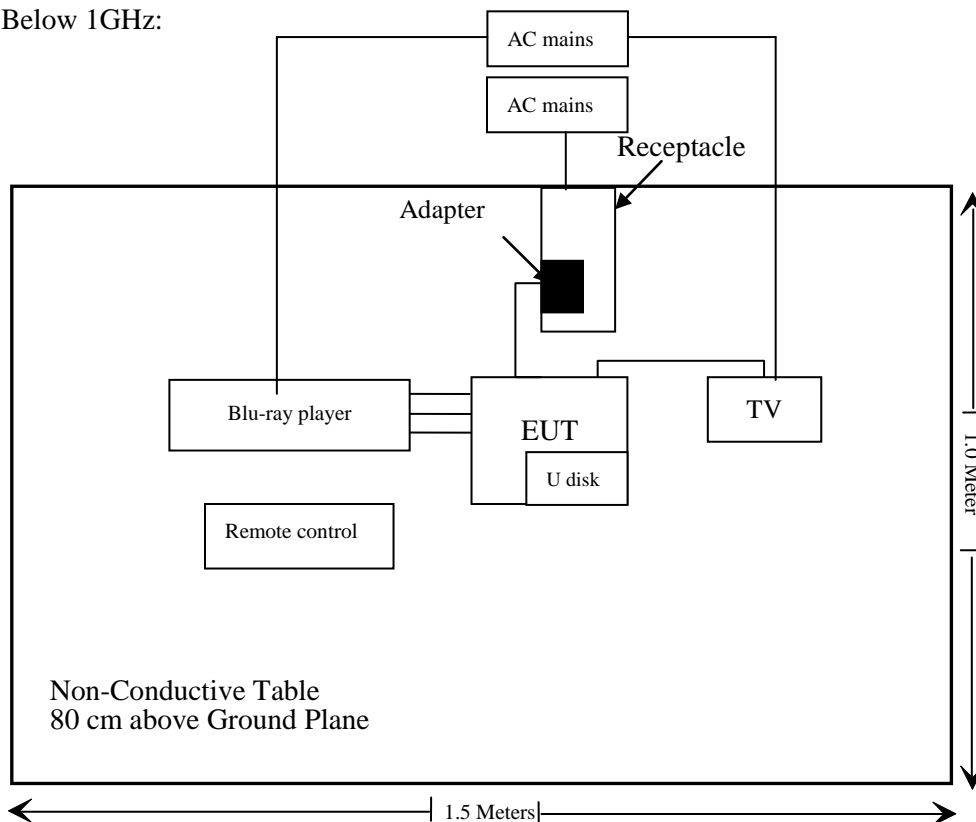 Below 1GHz:
AC mains
AC mains
Receptacle
Adapter
Blu-ray player
EUT
TV
U disk
Remote control
1.0 Meter
Non-Conductive Table
80 cm above Ground Plane
1.5 Meters